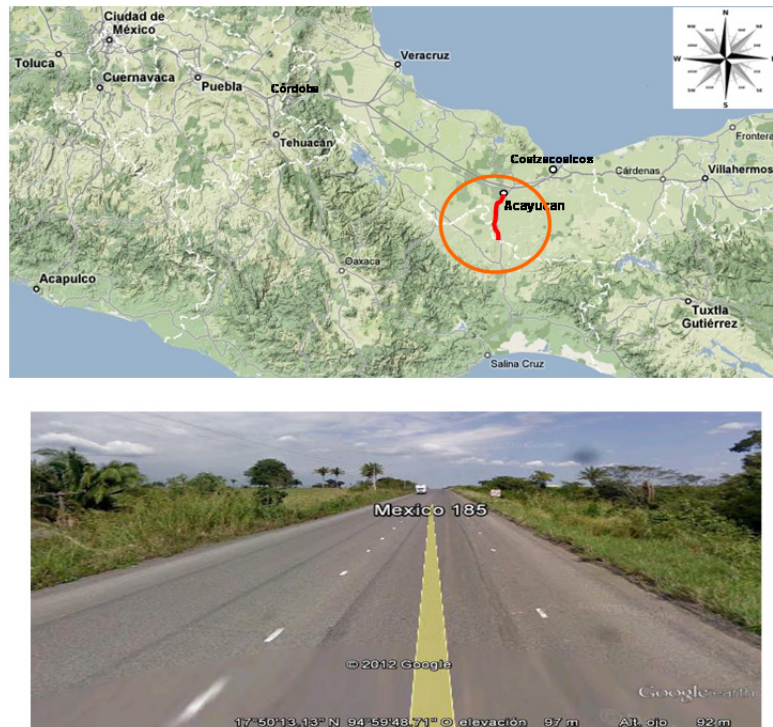 Ciudad de
México
Toluca
Cuernavaca
Puebla
Córdoba
Tehuacán
Veracruz
Coatzacoalcos
Acayucan
Frontera
Cárdenas
Villahermos
Oaxaca
Acapulco
Salina Cruz
Tuxtla
Gutiérrez
N
W
S
Mexico 185
© 2012 Google
Google earth
17°50'13.13" N 94°59'48.71" O elevación 97 m Alt. ojo 92 m